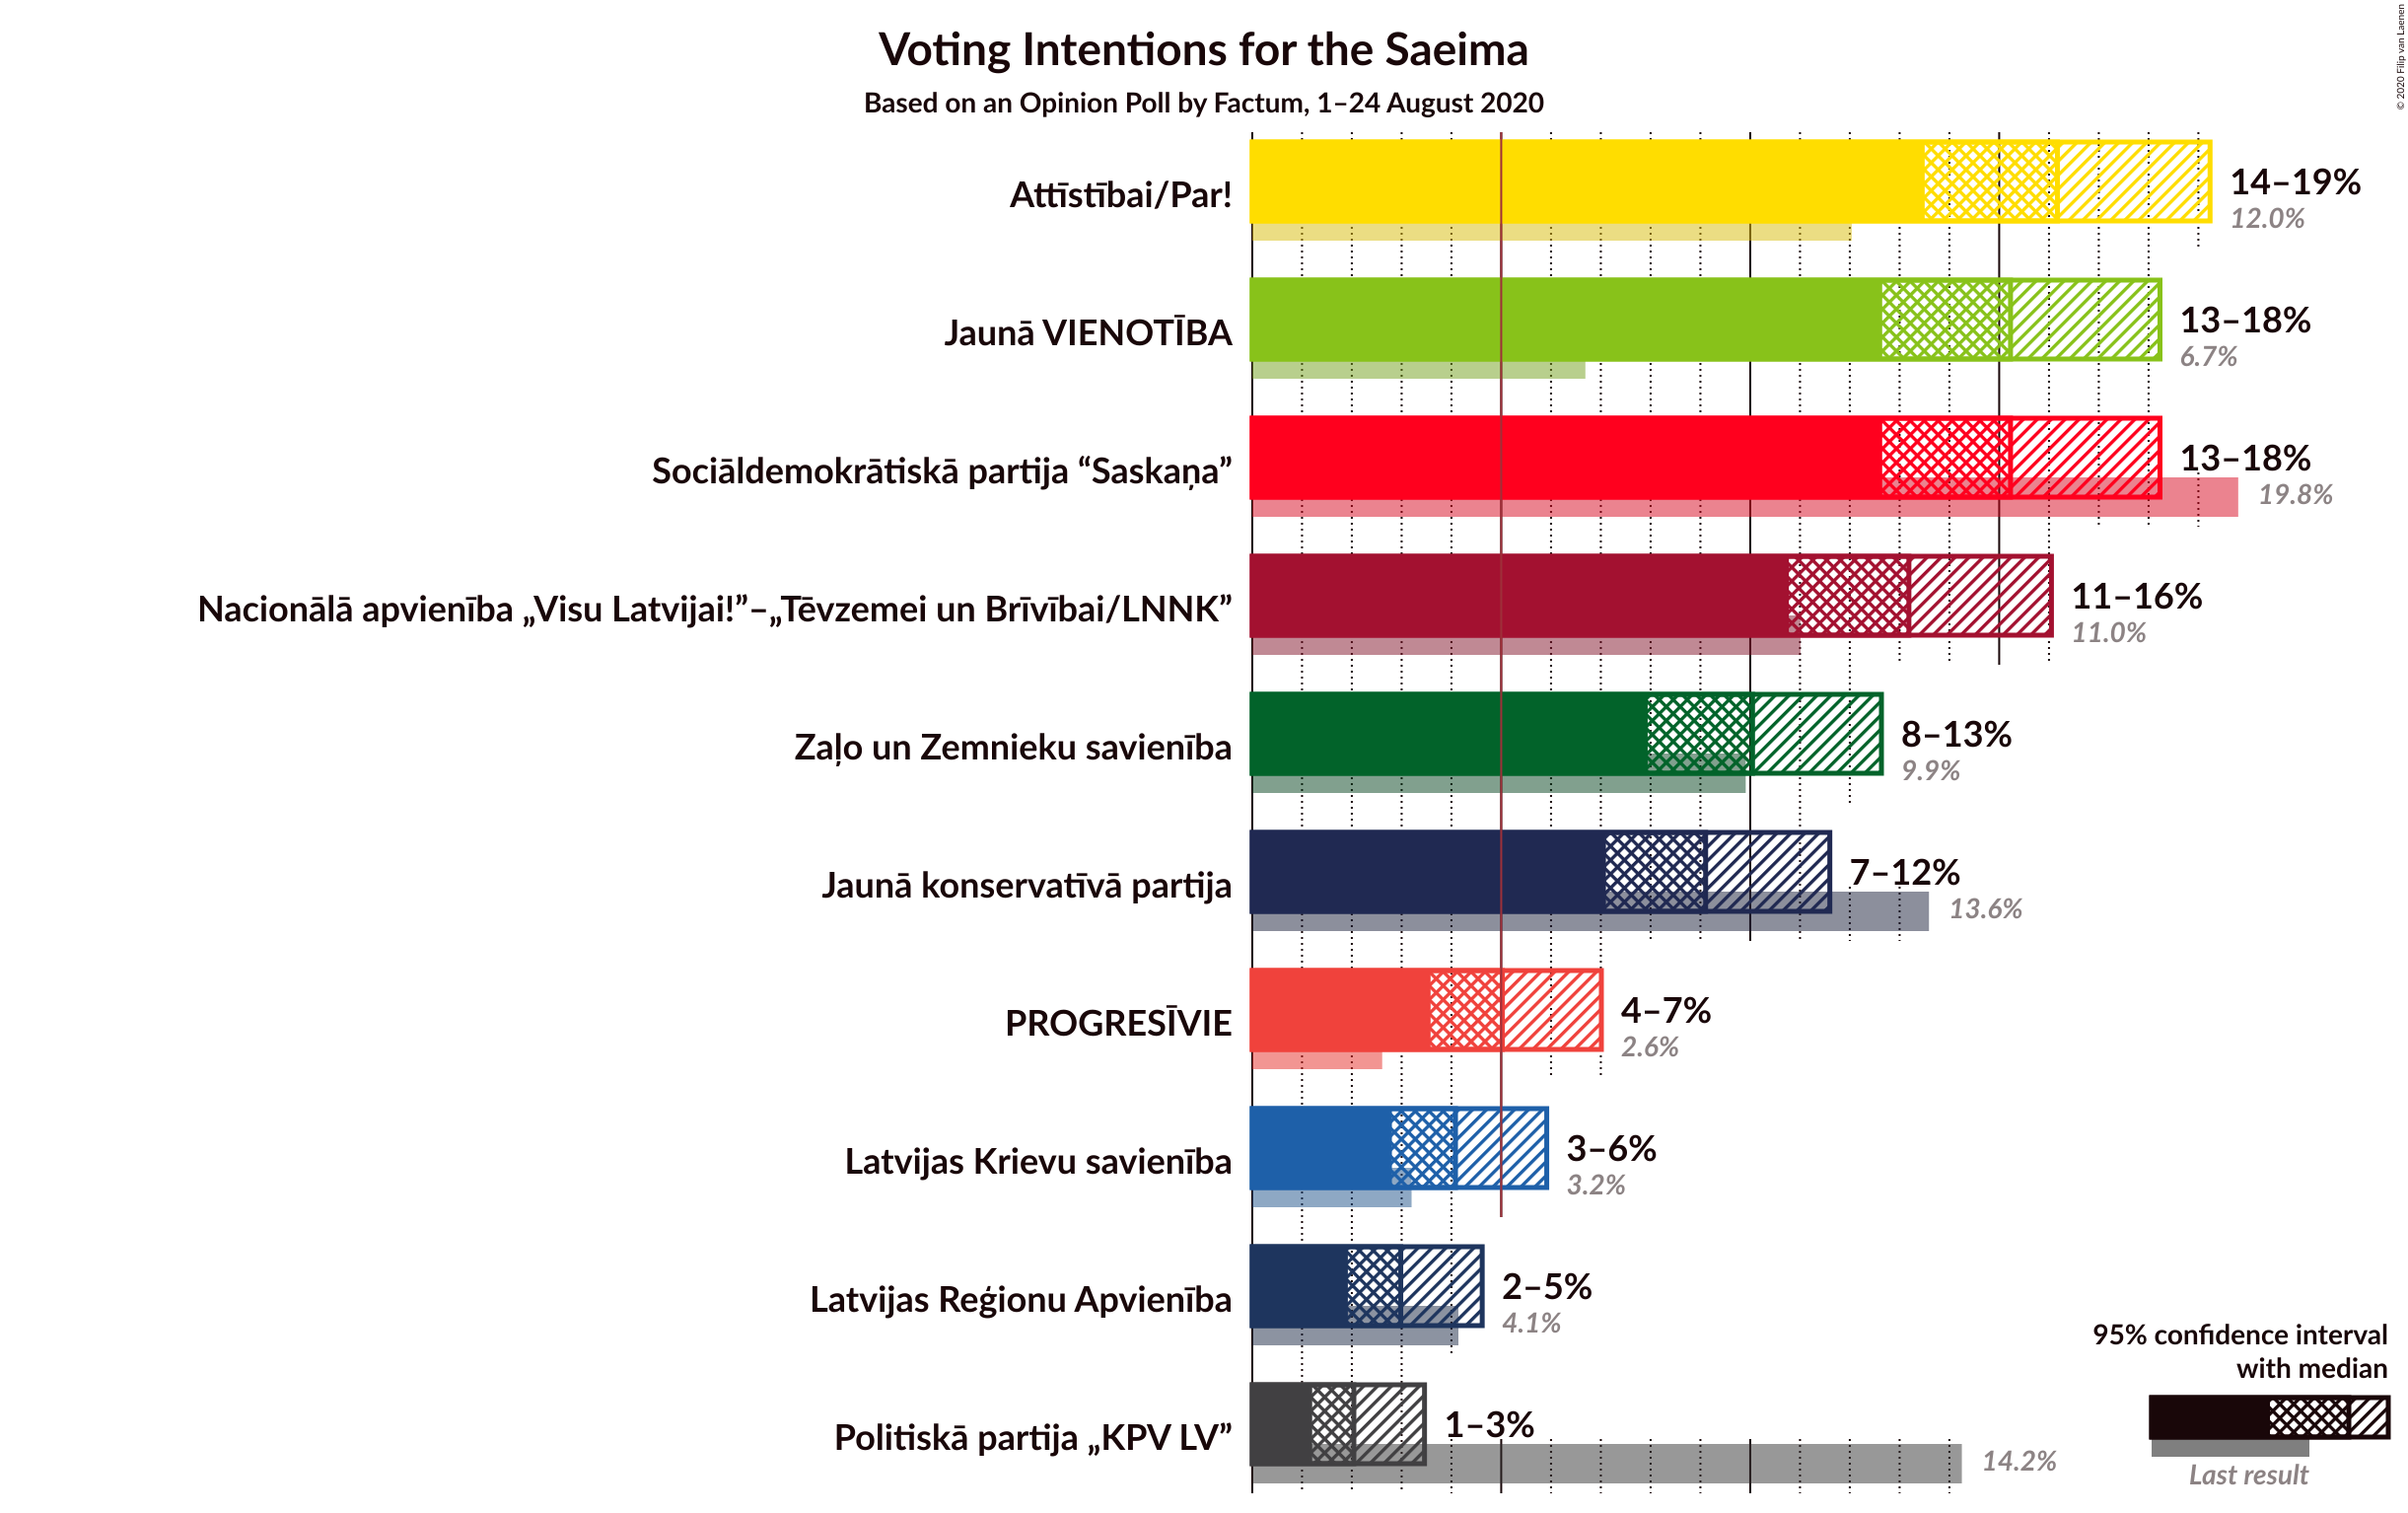 Voting Intentions for the Saeima
Based on an Opinion Poll by Factum, 1–24 August 2020
© 2020 Filip van Laenen
Attīstībai/Par!
14–19%
12.0%
Jaunā VIENOTĪBA
13–18%
6.7%
Sociāldemokrātiskā partija “Saskaņa”
13–18%
19.8%
Nacionālā apvienība „Visu Latvijai!”–„Tēvzemei un Brīvībai/LNNK”
11–16%
11.0%
Zaļo un Zemnieku savienība
8–13%
9.9%
Jaunā konservatīvā partija
7–12%
13.6%
PROGRESĪVIE
4–7%
2.6%
Latvijas Krievu savienība
3–6%
3.2%
Latvijas Reģionu Apvienība
2–5%
4.1%
Politiskā partija „KPV LV”
1–3%
14.2%
95% confidence interval
with median
Last result